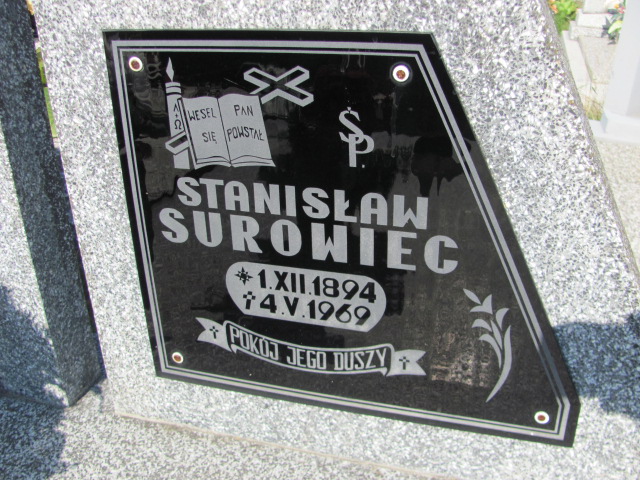 A+Ω
WESEL SIĘ
PAN POWSTAŁ
ŚP.
STANISŁAW
SUROWIEC
* 1.XII.1894
✝ 4.V.1969
✝ POKÓJ JEGO DUSZY ✝